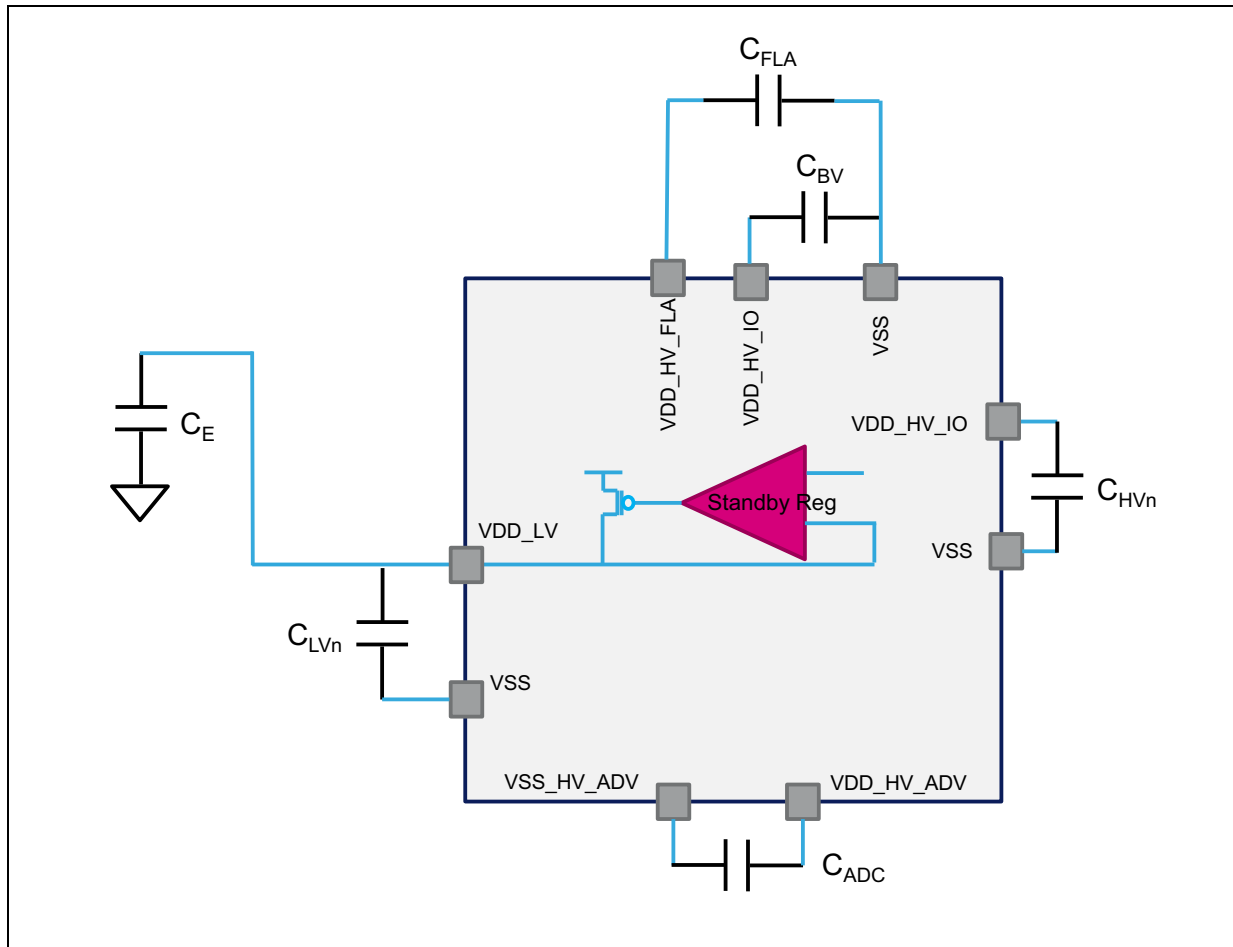 CFLA
CBV
VDD_HV_FLA
VDD_HV_IO
VSS
VDD_HV_IO
CE
CHVn
Standby Reg
VDD_LV
VSS
CLVn
VSS
VSS_HV_ADV
VDD_HV_ADV
CADC